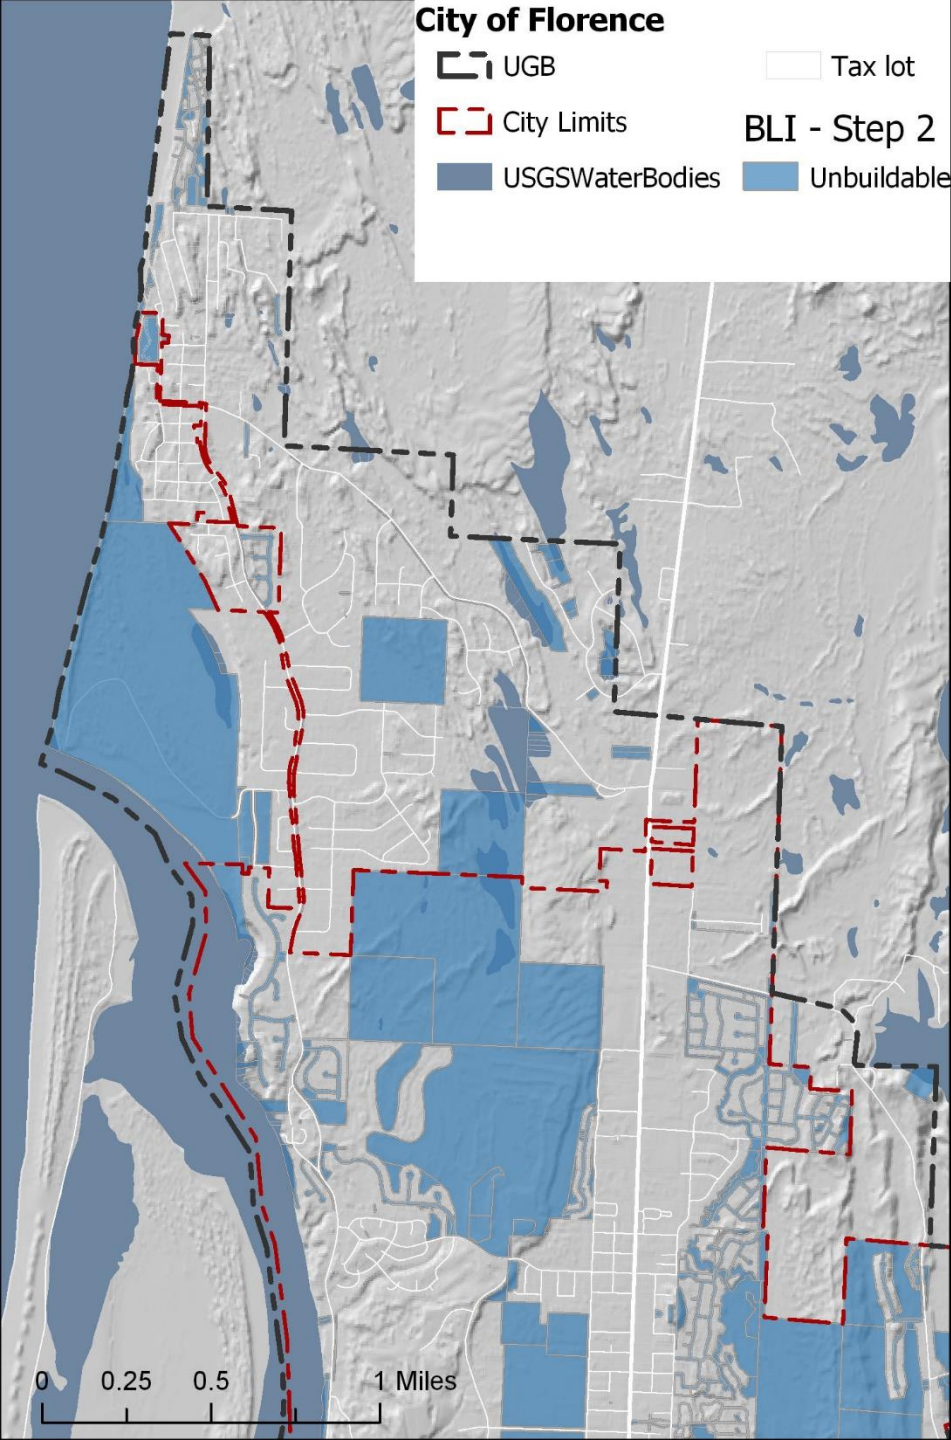 City of Florence
UGB
Tax lot
City Limits
BLI - Step 2
USGSWaterBodies
Unbuildable
0 0.25 0.5 1 Miles